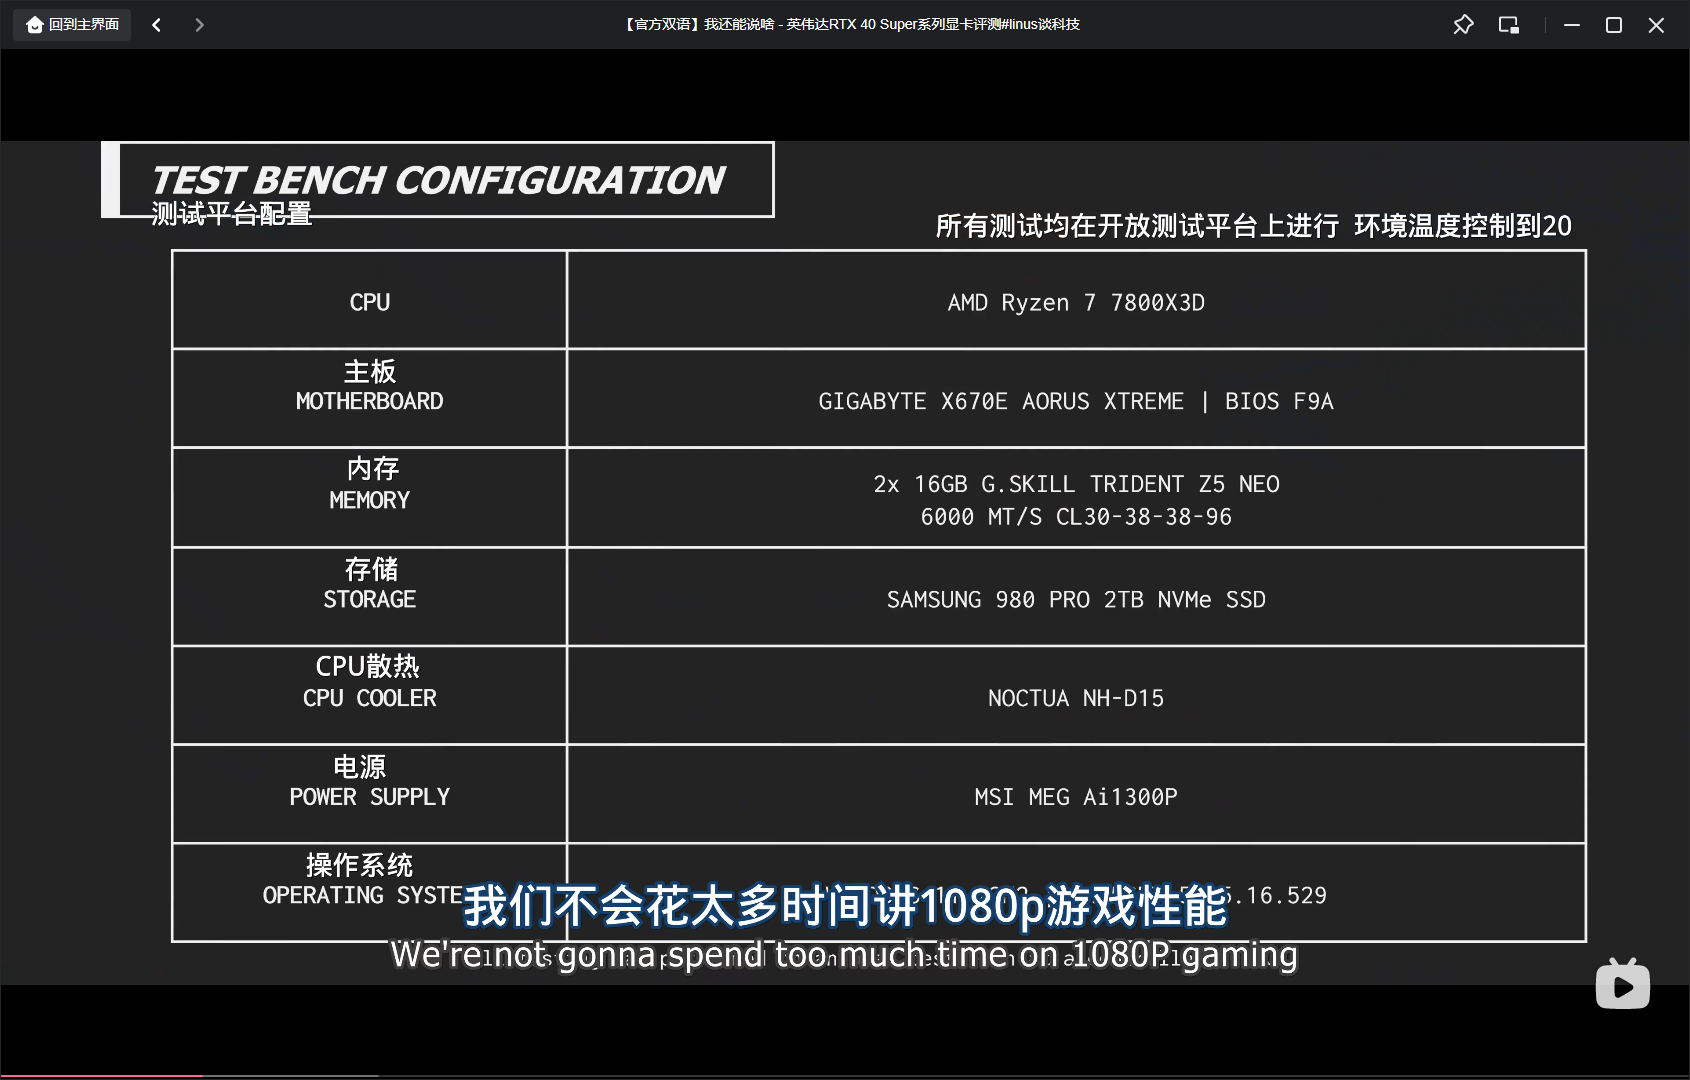 回到主界面
【官方双语】我还能说啥 - 英伟达RTX 40 Super系列显卡评测#linus谈科技
TEST BENCH CONFIGURATION
测试平台配置
所有测试均在开放测试平台上进行 环境温度控制到20
CPU
AMD Ryzen 7 7800X3D
主板
MOTHERBOARD
GIGABYTE X670E AORUS XTREME | BIOS F9A
内存
MEMORY
2x 16GB G.SKILL TRIDENT Z5 NEO
6000 MT/S CL30-38-38-96
存储
STORAGE
SAMSUNG 980 PRO 2TB NVMe SSD
CPU散热
CPU COOLER
NOCTUA NH-D15
电源
POWER SUPPLY
MSI MEG Ai1300P
操作系统
OPERATING SYSTE
.16.529
我们不会花太多时间讲1080p游戏性能
We're not gonna spend too much time on 1080P gaming